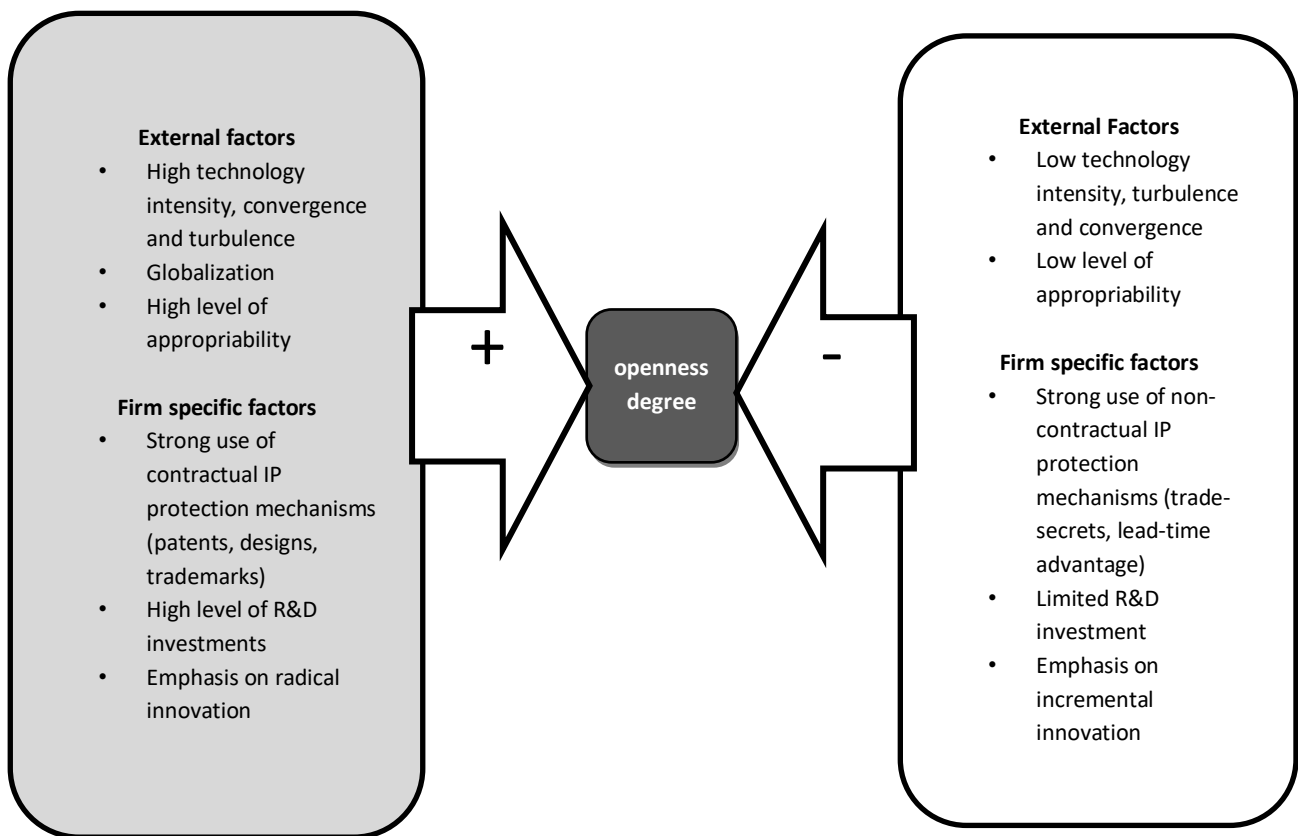 External factors
• High technology
intensity, convergence
and turbulence
• Globalization
• High level of
appropriability
Firm specific factors
• Strong use of
contractual IP
protection mechanisms
(patents, designs,
trademarks)
• High level of R&D
investments
• Emphasis on radical
innovation
+
openness
degree
-
External Factors
• Low technology
intensity, turbulence
and convergence
• Low level of
appropriability
Firm specific factors
• Strong use of non-
contractual IP
protection
mechanisms (trade-
secrets, lead-time
advantage)
• Limited R&D
investment
• Emphasis on
incremental
innovation